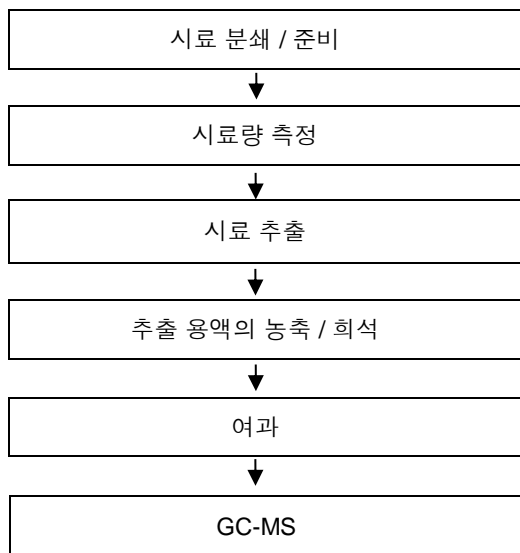 시료 분쇄 / 준비
시료량 측정
시료 추출
추출 용액의 농축 / 희석
여과
GC-MS